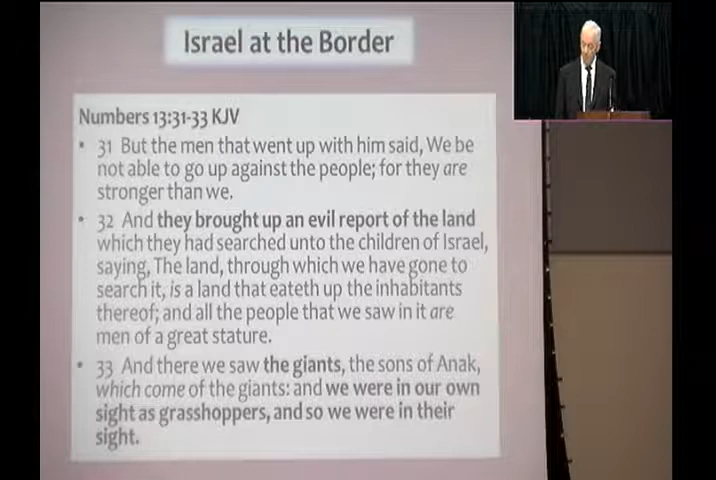 Israel at the Border
Numbers 13:31-33 KJV
• 31 But the men that went up with him said, We be
not able to go up against the people; for they are
stronger than we.
• 32 And they brought up an evil report of the land
which they had searched unto the children of Israel,
saying, The land, through which we have gone to
search it, is a land that eateth up the inhabitants
thereof; and all the people that we saw in it are
men of a great stature.
• 33 And there we saw the giants, the sons of Anak,
which come of the giants: and we were in our own
sight as grasshoppers, and so we were in their
sight.